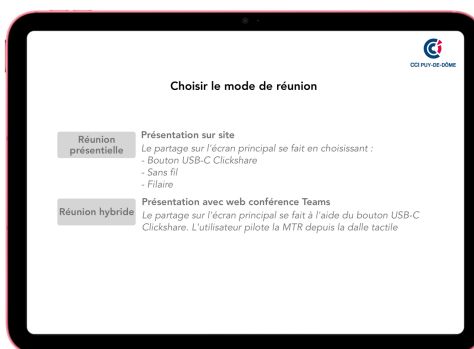 CCI PUY-DE-DÔME
Choisir le mode de réunion
Réunion
présentielle
Présentation sur site
Le partage sur l'écran principal se fait en choisissant :
- Bouton USB-C Clickshare
- Sans fil
- Filaire
Réunion hybride
Présentation avec web conférence Teams
Le partage sur l'écran principal se fait à l'aide du bouton USB-C
Clickshare. L'utilisateur pilote la MTR depuis la dalle tactile